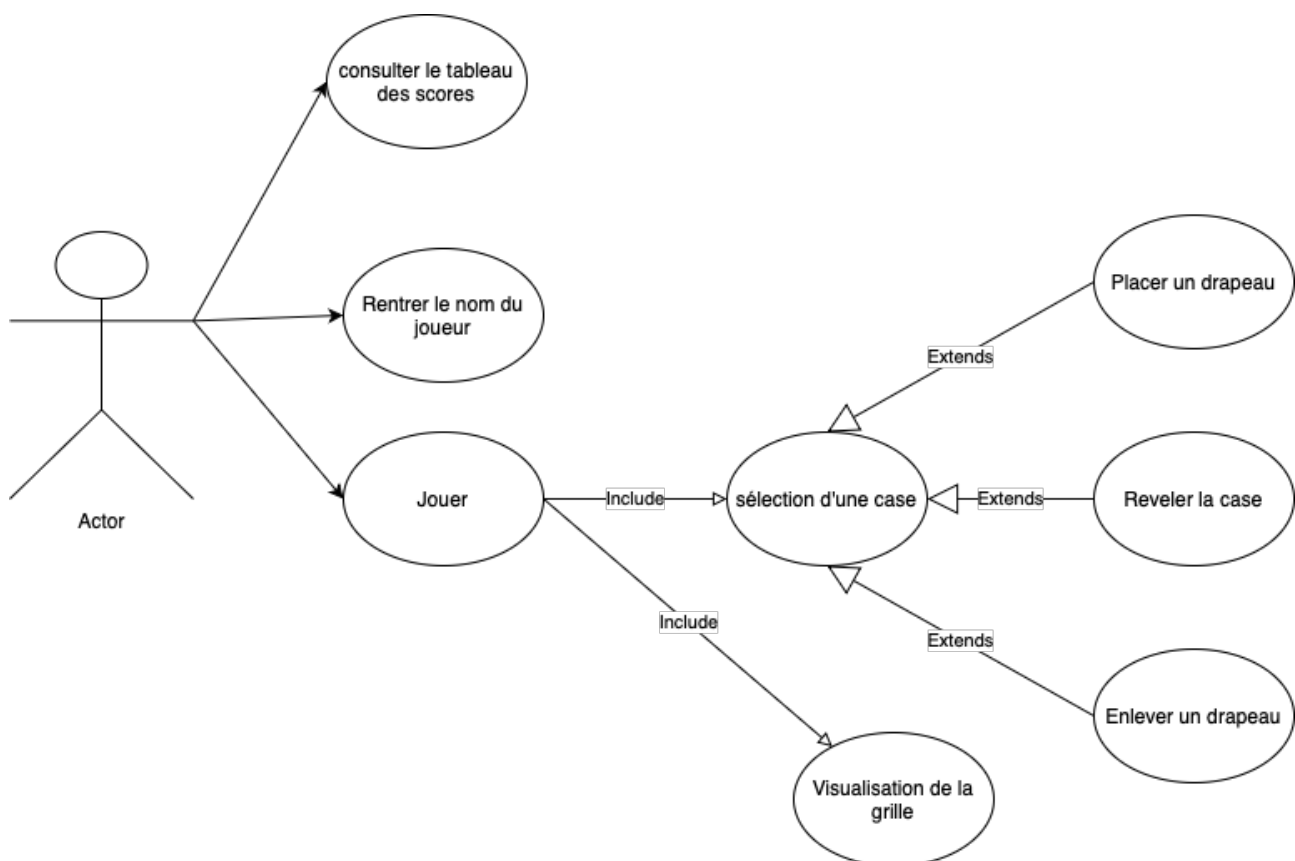 consulter le tableau
des scores
Rentrer le nom du
joueur
Placer un drapeau
Extends
Jouer
Include
sélection d'une case
Extends
Reveler la case
Actor
Include
Extends
Enlever un drapeau
Visualisation de la
grille